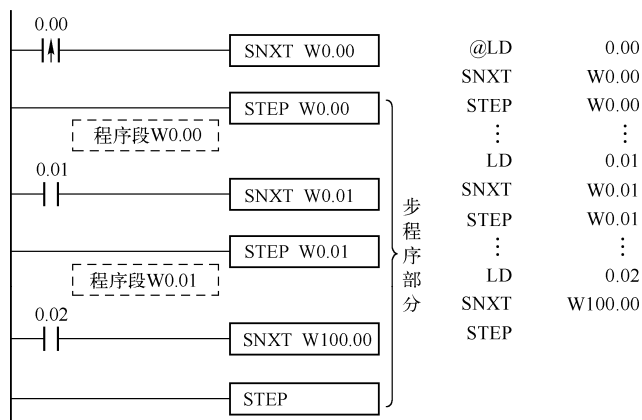 0.00
SNXT W0.00
STEP W0.00
程序段W0.00
0.01
SNXT W0.01
STEP W0.01
程序段W0.01
0.02
SNXT W100.00
STEP
步程序部分
@LD 0.00
SNXT W0.00
STEP W0.00
⋮ ⋮
LD 0.01
SNXT W0.01
STEP W0.01
⋮ ⋮
LD 0.02
SNXT W100.00
STEP